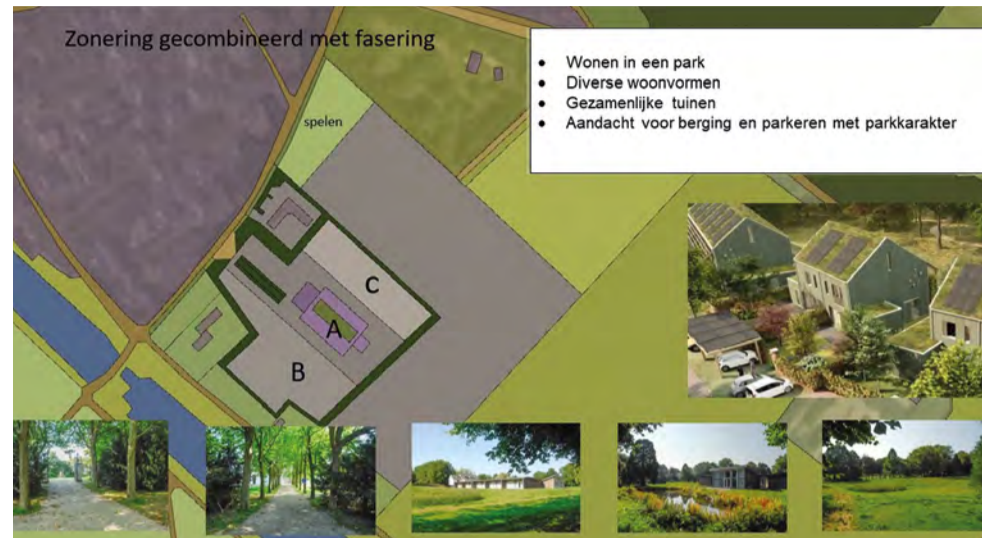 Zonering gecombineerd met fasering
• Wonen in een park
• Diverse woonvormen
• Gezamenlijke tuinen
• Aandacht voor berging en parkeren met parkkarakter
spelen
C
A
B